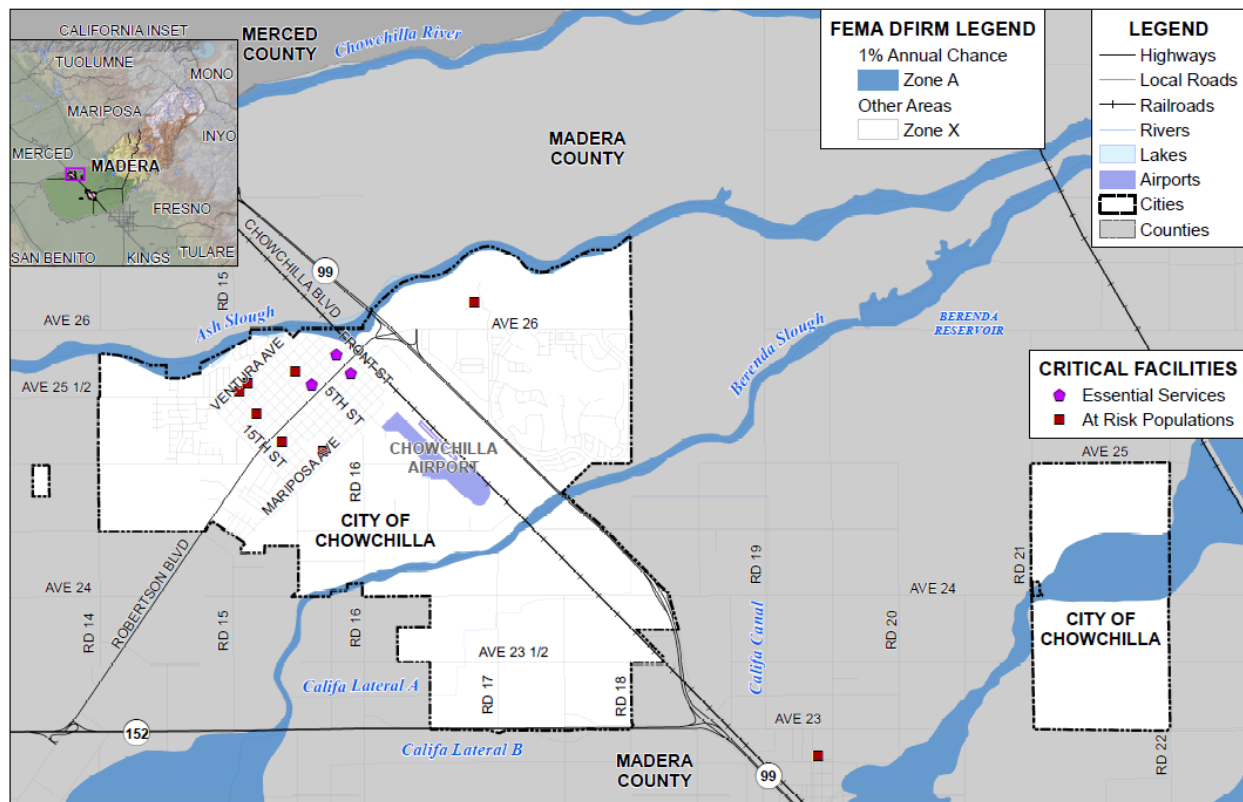 CALIFORNIA INSET
TUOLUMNE
MONO
MARIPOSA
INYO
MERCED
MADERA
FRESNO
TULARE
SAN BENITO
KINGS
MERCED
COUNTY
Chowchilla River
MADERA
COUNTY
FEMA DFIRM LEGEND
1% Annual Chance
Zone A
Other Areas
Zone X
LEGEND
Highways
Local Roads
Railroads
Rivers
Lakes
Airports
Cities
Counties
CRITICAL FACILITIES
Essential Services
At Risk Populations
RD 15
CHOWCHILLA BLVD
99
AVE 26
Ash Slough
AVE 26
FRONT ST
VENTURA AVE
AVE 25 1/2
5TH ST
15TH ST
MARIPOSA AVE
RD 16
CHOWCHILLA
AIRPORT
Berenda Slough
BERENDA
RESERVOIR
AVE 25
CITY OF
CHOWCHILLA
ROBERTSON BLVD
AVE 24
RD 14
RD 15
RD 16
RD 19
Califa Canal
AVE 24
RD 20
RD 21
CITY OF
CHOWCHILLA
AVE 23 1/2
Califa Lateral A
RD 17
RD 18
AVE 23
RD 22
152
Califa Lateral B
MADERA
COUNTY
99